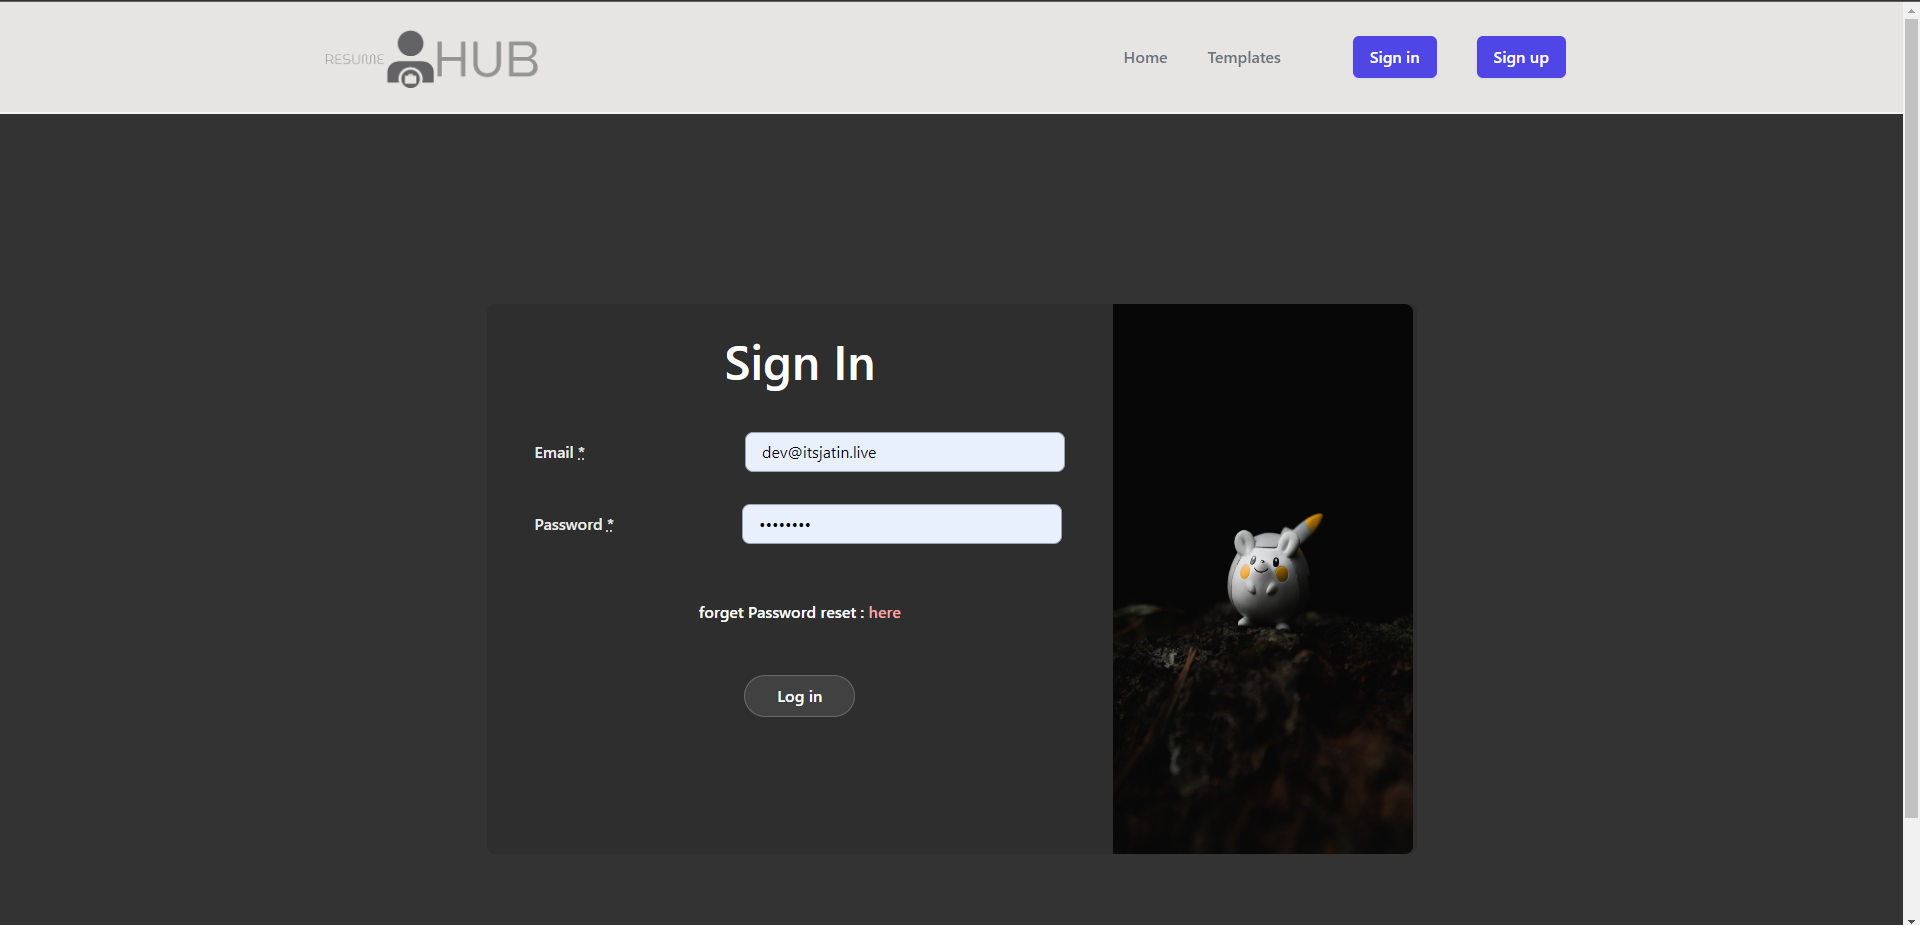 RESUME HUB
Home
Templates
Sign in
Sign up
Sign In
Email *
dev@itsjatin.live
Password *
••••••••
forget Password reset : here
Log in